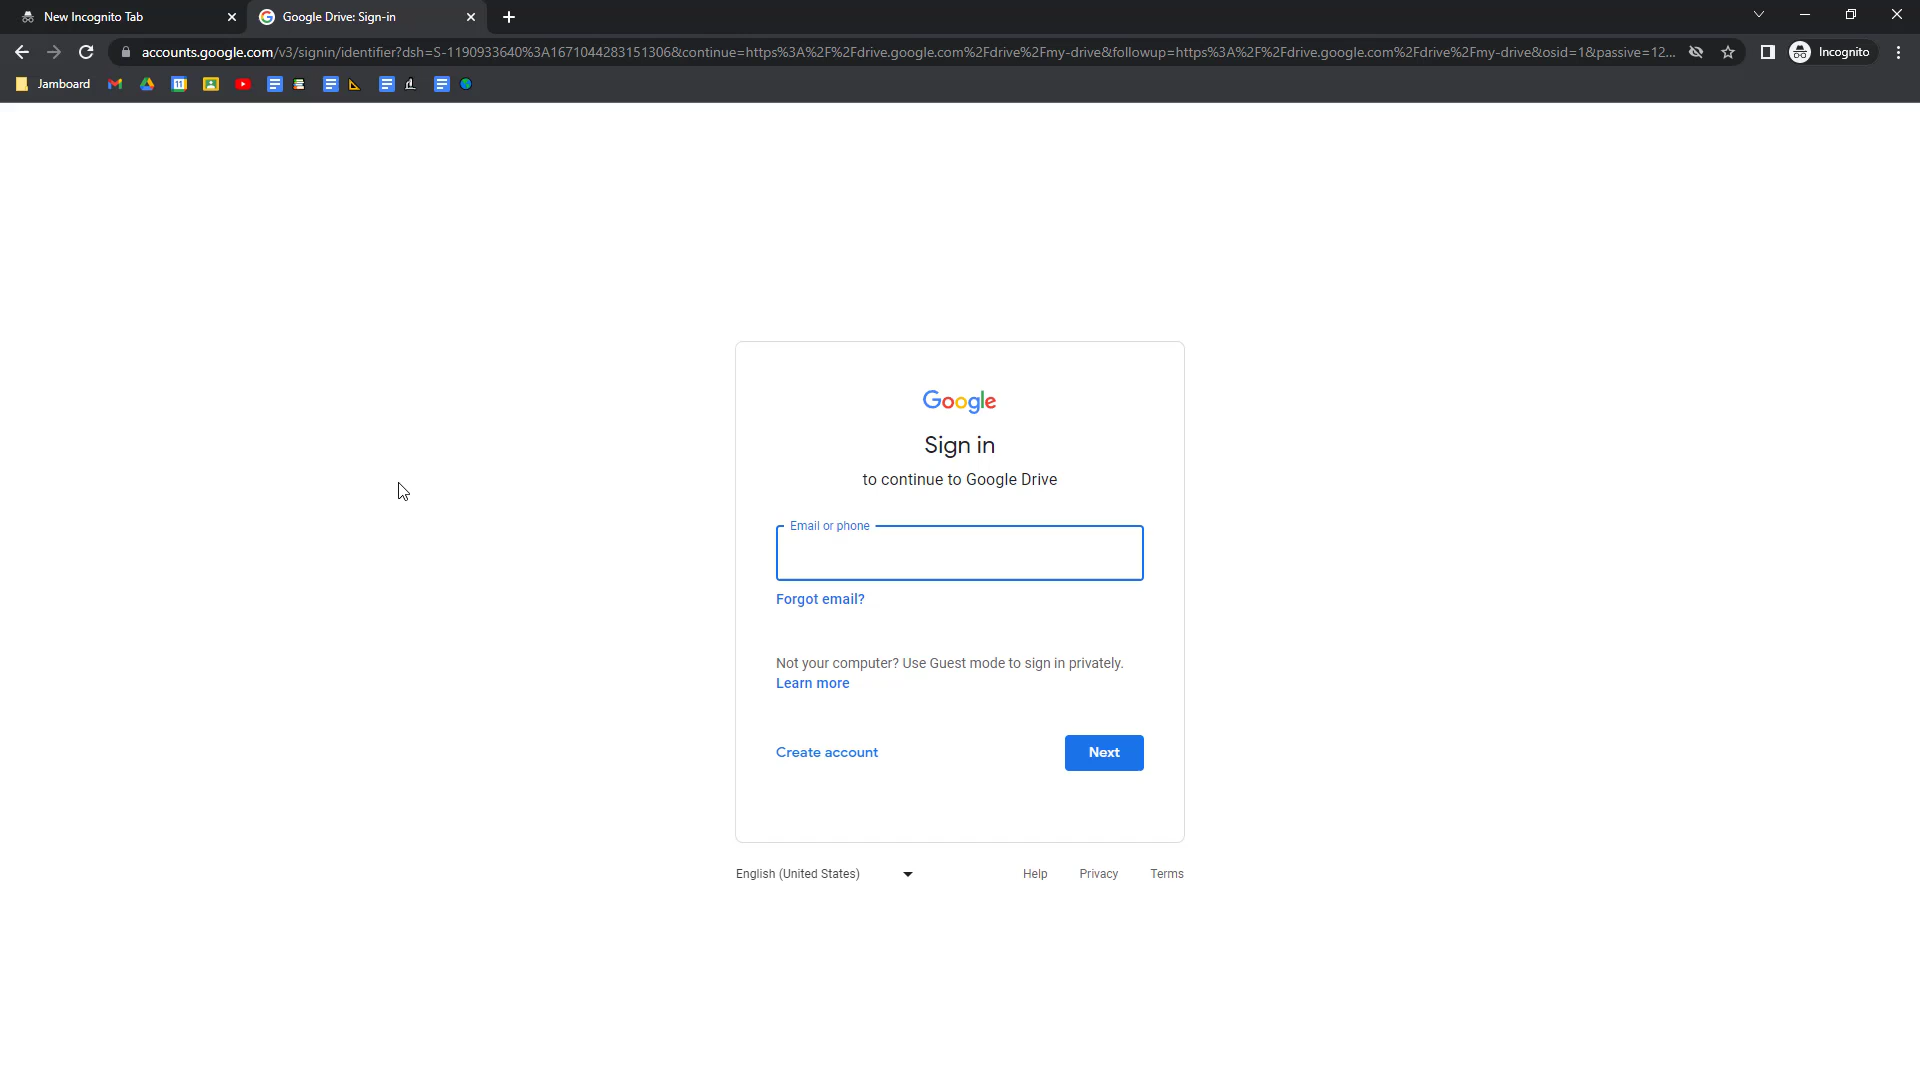 New Incognito Tab
Google Drive: Sign-in
accounts.google.com/v3/signin/identifier?dsh=S-1190933640%3A1671044283151306&continue=https%3A%2F%2Fdrive.google.com%2Fdrive%2Fmy-drive&followup=https%3A%2F%2Fdrive.google.com%2Fdrive%2Fmy-drive&osid=1&passive=12...
Incognito
Jamboard
Google
Sign in
to continue to Google Drive
Email or phone
Forgot email?
Not your computer? Use Guest mode to sign in privately.
Learn more
Create account
Next
English (United States)
Help
Privacy
Terms